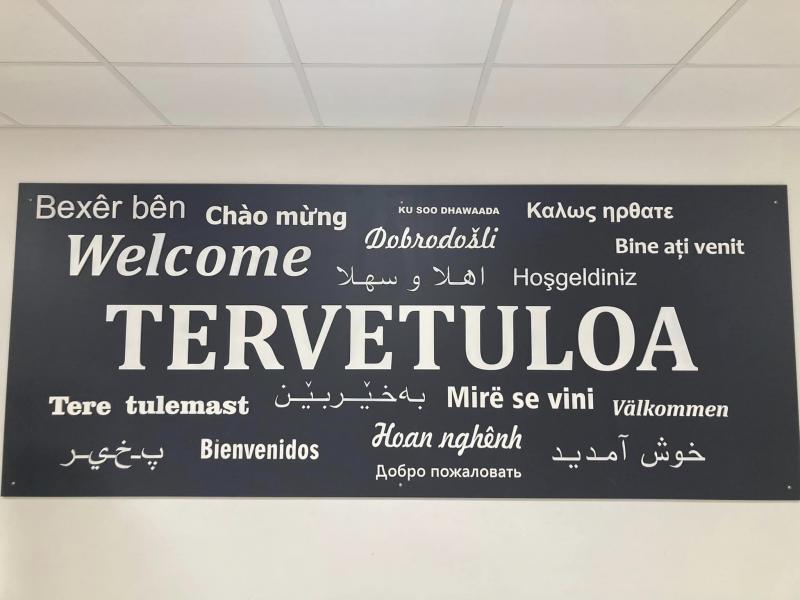 Bexêr bên
Chào mừng
KU SOO DHAWAADA
Καλως ηρθατε
Welcome
Dobrodošli
Bine ați venit
اهلا و سهلا
Hoşgeldiniz
TERVETULOA
Tere tulemast
بەخێربێن
Mirë se vini
Välkommen
پـخـيـر
Bienvenidos
Hoan nghênh
خوش آمدید
Добро пожаловать